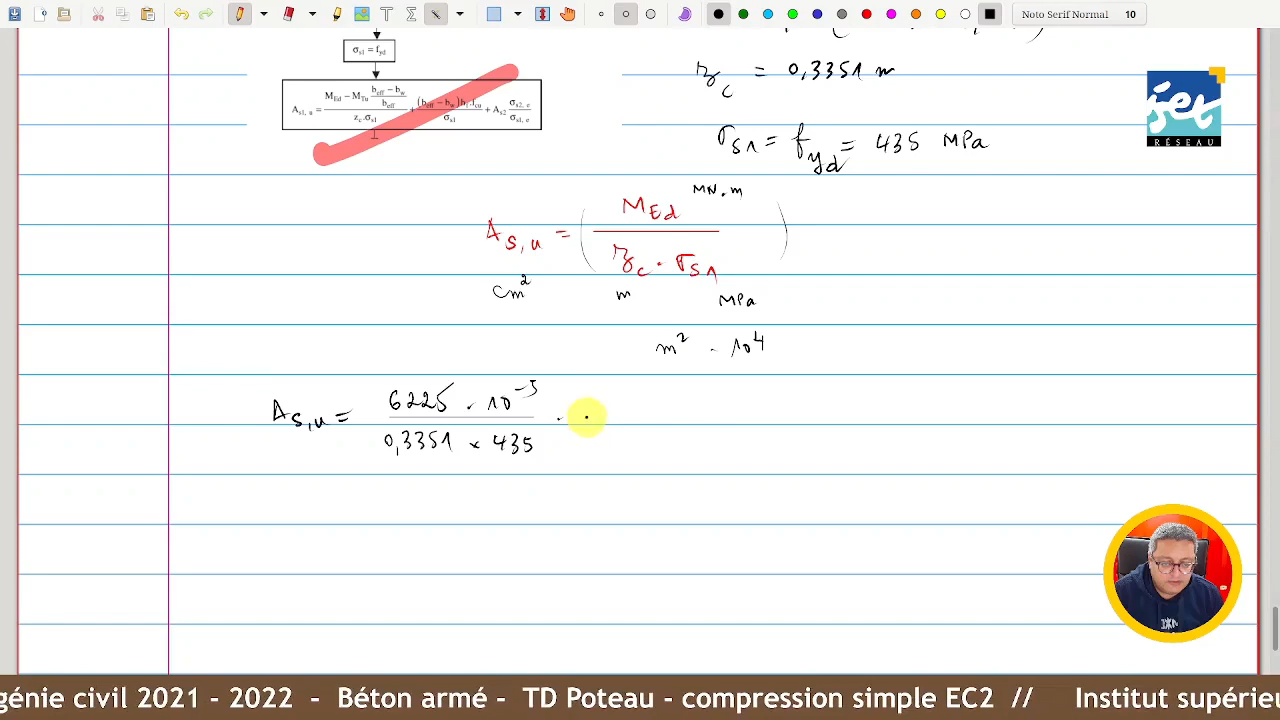 Noto Serif Normal 10
σs1 = fyd
As1, u = (MEd − MTu (beff − bw)/beff)/(zc.σs1) + ((beff − bw)hf.fcu)/σs1 + As2 σs2, e/σs1, e
zc = 0,3351 m
σS1 = fyd = 435 MPa
MN.m
As,u = ( MEd / (zc . σS1) )
cm² m MPa
m² . 10⁴
As,u = (6225 . 10⁻⁵) / (0,3351 × 435) .
iset
RÉSEAU
génie civil 2021 - 2022 - Béton armé - TD Poteau - compression simple EC2 // Institut supérieu